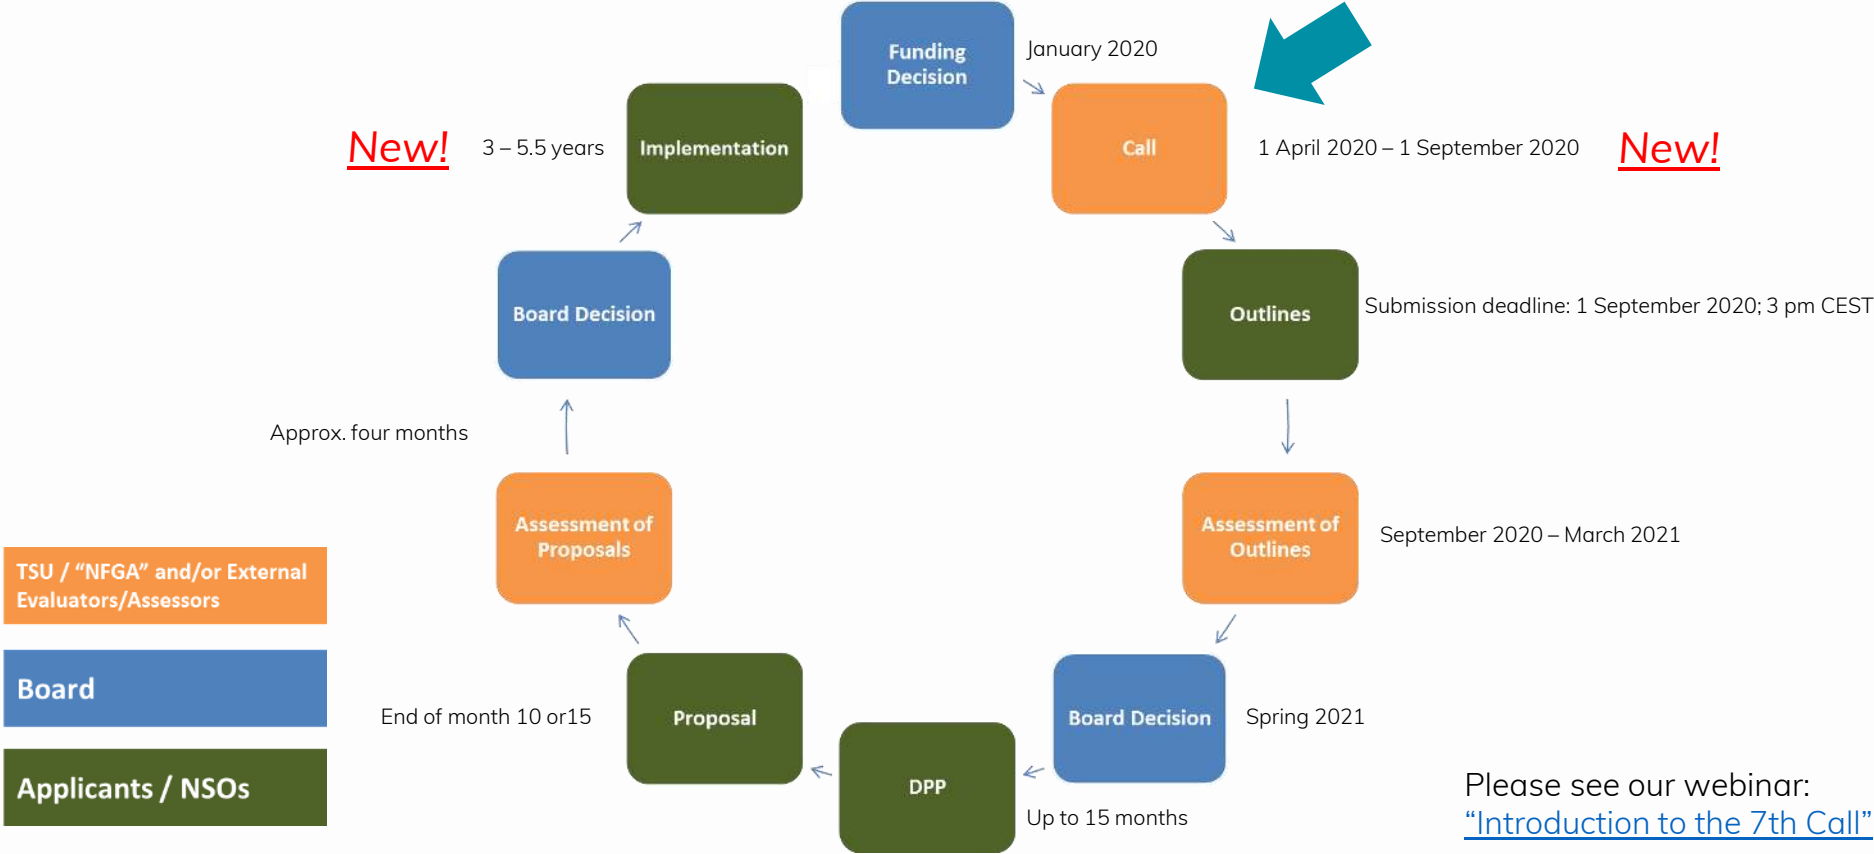 Funding
Decision
January 2020
New!
3 – 5.5 years
Implementation
Call
1 April 2020 – 1 September 2020
New!
Board Decision
Outlines
Submission deadline: 1 September 2020; 3 pm CEST
Approx. four months
Assessment of
Proposals
Assessment of
Outlines
September 2020 – March 2021
TSU / “NFGA” and/or External
Evaluators/Assessors
Board
Applicants / NSOs
End of month 10 or15
Proposal
DPP
Up to 15 months
Board Decision
Spring 2021
Please see our webinar:
“Introduction to the 7th Call”